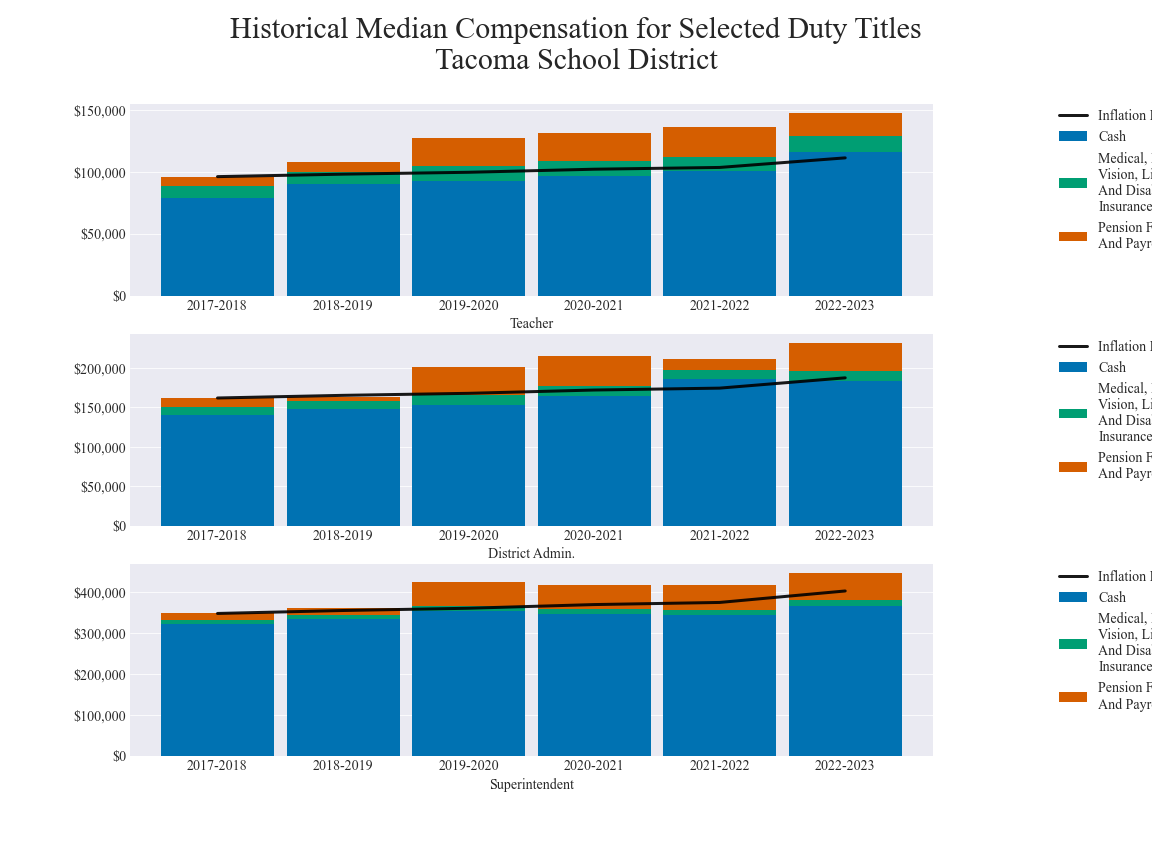 Historical Median Compensation for Selected Duty Titles
Tacoma School District
$150,000
$100,000
$50,000
$0
2017-2018 2018-2019 2019-2020 2020-2021 2021-2022 2022-2023
Teacher
Inflation
Cash
Medical,
Vision,
And
Insurance
Pension
And
$200,000
$150,000
$100,000
$50,000
$0
2017-2018 2018-2019 2019-2020 2020-2021 2021-2022 2022-2023
District Admin.
Inflation
Cash
Medical,
Vision,
And
Insurance
Pension
And
$400,000
$300,000
$200,000
$100,000
$0
2017-2018 2018-2019 2019-2020 2020-2021 2021-2022 2022-2023
Superintendent
Inflation
Cash
Medical,
Vision,
And
Insurance
Pension
And